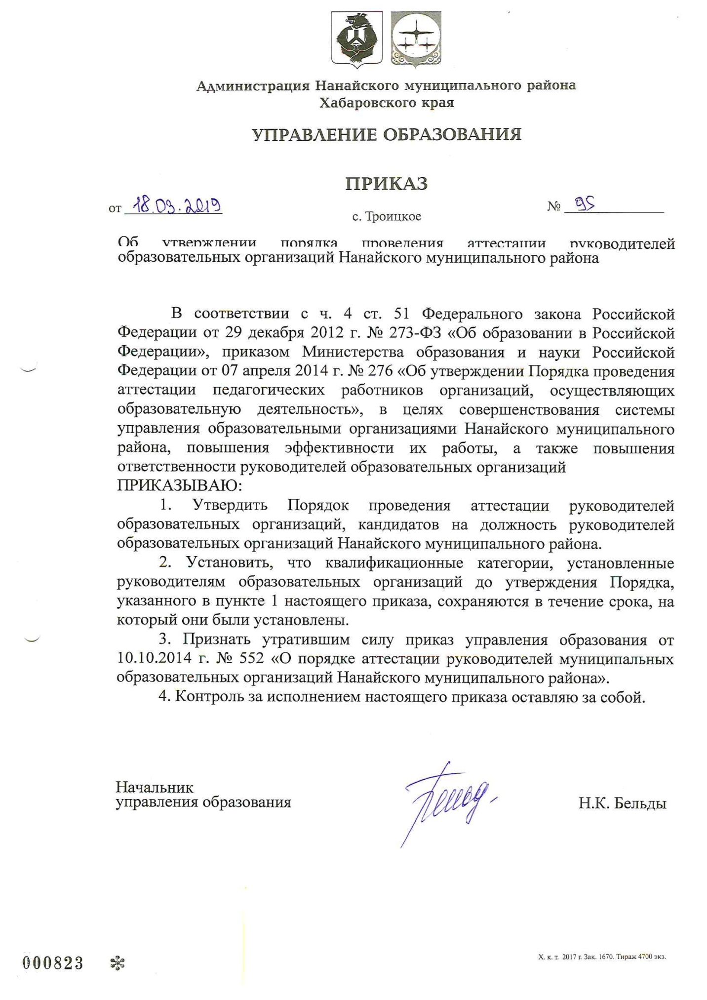 Администрация Нанайского муниципального района
Хабаровского края
УПРАВЛЕНИЕ ОБРАЗОВАНИЯ
ПРИКАЗ
от 18.03.2019
№ 95
с. Троицкое
Об утверждении порядка проведения аттестации руководителей
образовательных организаций Нанайского муниципального района
В соответствии с ч. 4 ст. 51 Федерального закона Российской
Федерации от 29 декабря 2012 г. № 273-ФЗ «Об образовании в Российской
Федерации», приказом Министерства образования и науки Российской
Федерации от 07 апреля 2014 г. № 276 «Об утверждении Порядка проведения
аттестации педагогических работников организаций, осуществляющих
образовательную деятельность», в целях совершенствования системы
управления образовательными организациями Нанайского муниципального
района, повышения эффективности их работы, а также повышения
ответственности руководителей образовательных организаций
ПРИКАЗЫВАЮ:
1. Утвердить Порядок проведения аттестации руководителей
образовательных организаций, кандидатов на должность руководителей
образовательных организаций Нанайского муниципального района.
2. Установить, что квалификационные категории, установленные
руководителям образовательных организаций до утверждения Порядка,
указанного в пункте 1 настоящего приказа, сохраняются в течение срока, на
который они были установлены.
3. Признать утратившим силу приказ управления образования от
10.10.2014 г. № 552 «О порядке аттестации руководителей муниципальных
образовательных организаций Нанайского муниципального района».
4. Контроль за исполнением настоящего приказа оставляю за собой.
Начальник
управления образования
Н.К. Бельды
000823
Х. к. т. 2017 г. Зак. 1670. Тираж 4700 экз.